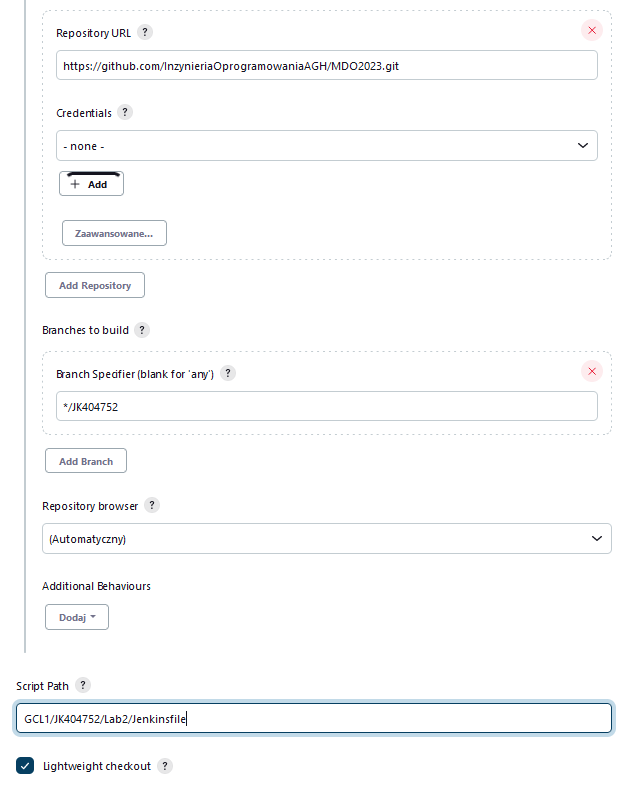 Repository URL ?
https://github.com/InzynieriaOprogramowaniaAGH/MDO2023.git
Credentials ?
- none -
+ Add
Zaawansowane...
Add Repository
Branches to build ?
Branch Specifier (blank for 'any') ?
*/JK404752
Add Branch
Repository browser ?
(Automatyczny)
Additional Behaviours
Dodaj
Script Path ?
GCL1/JK404752/Lab2/Jenkinsfile
Lightweight checkout ?